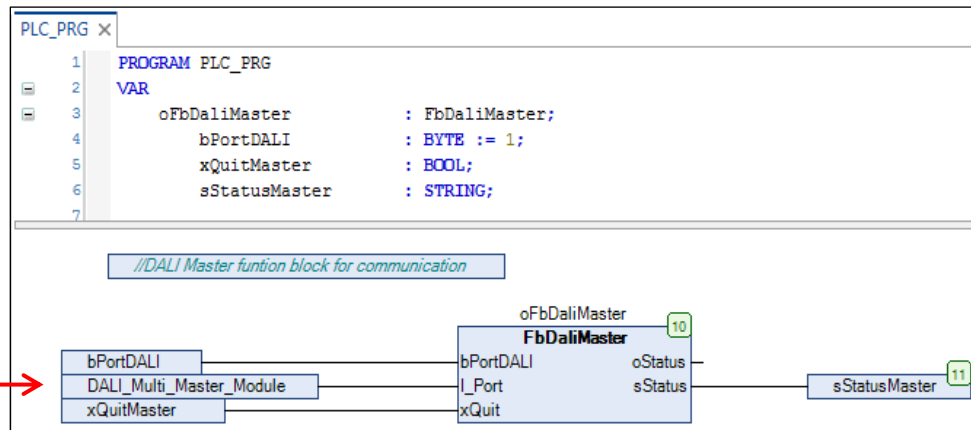 PLC_PRG
1 PROGRAM PLC_PRG
2 VAR
3 oFbDaliMaster : FbDaliMaster;
4 bPortDALI : BYTE := 1;
5 xQuitMaster : BOOL;
6 sStatusMaster : STRING;
7
//DALI Master funtion block for communication
oFbDaliMaster
10
FbDaliMaster
bPortDALI bPortDALI oStatus
DALI_Multi_Master_Module I_Port sStatus sStatusMaster 11
xQuitMaster xQuit